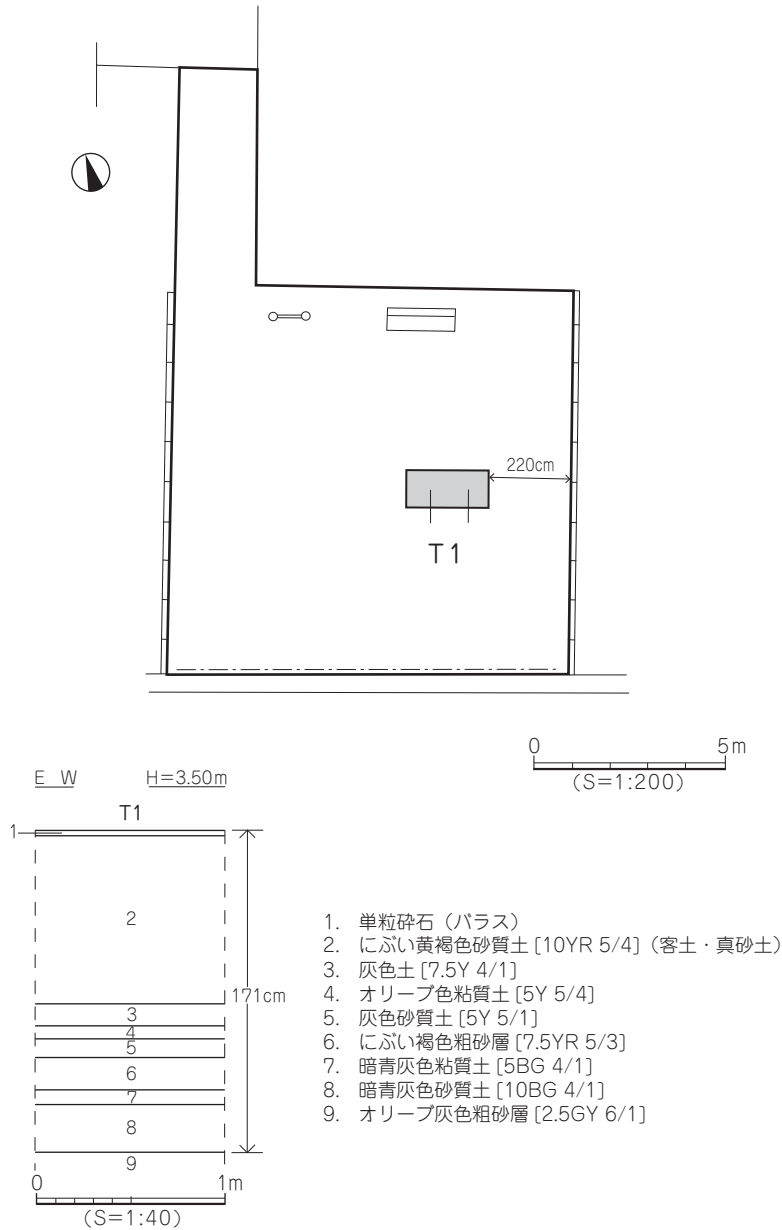 220cm
T1
0 5m
(S=1:200)
E W H=3.50m
T1
1
2
3
171cm
4
5
6
7
8
9
0 1m
(S=1:40)
1. 単粒砕石（バラス）
2. にぶい黄褐色砂質土 [10YR 5/4]（客土・真砂土）
3. 灰色土 [7.5Y 4/1]
4. オリーブ色粘質土 [5Y 5/4]
5. 灰色砂質土 [5Y 5/1]
6. にぶい褐色粗砂層 [7.5YR 5/3]
7. 暗青灰色粘質土 [5BG 4/1]
8. 暗青灰色砂質土 [10BG 4/1]
9. オリーブ灰色粗砂層 [2.5GY 6/1]